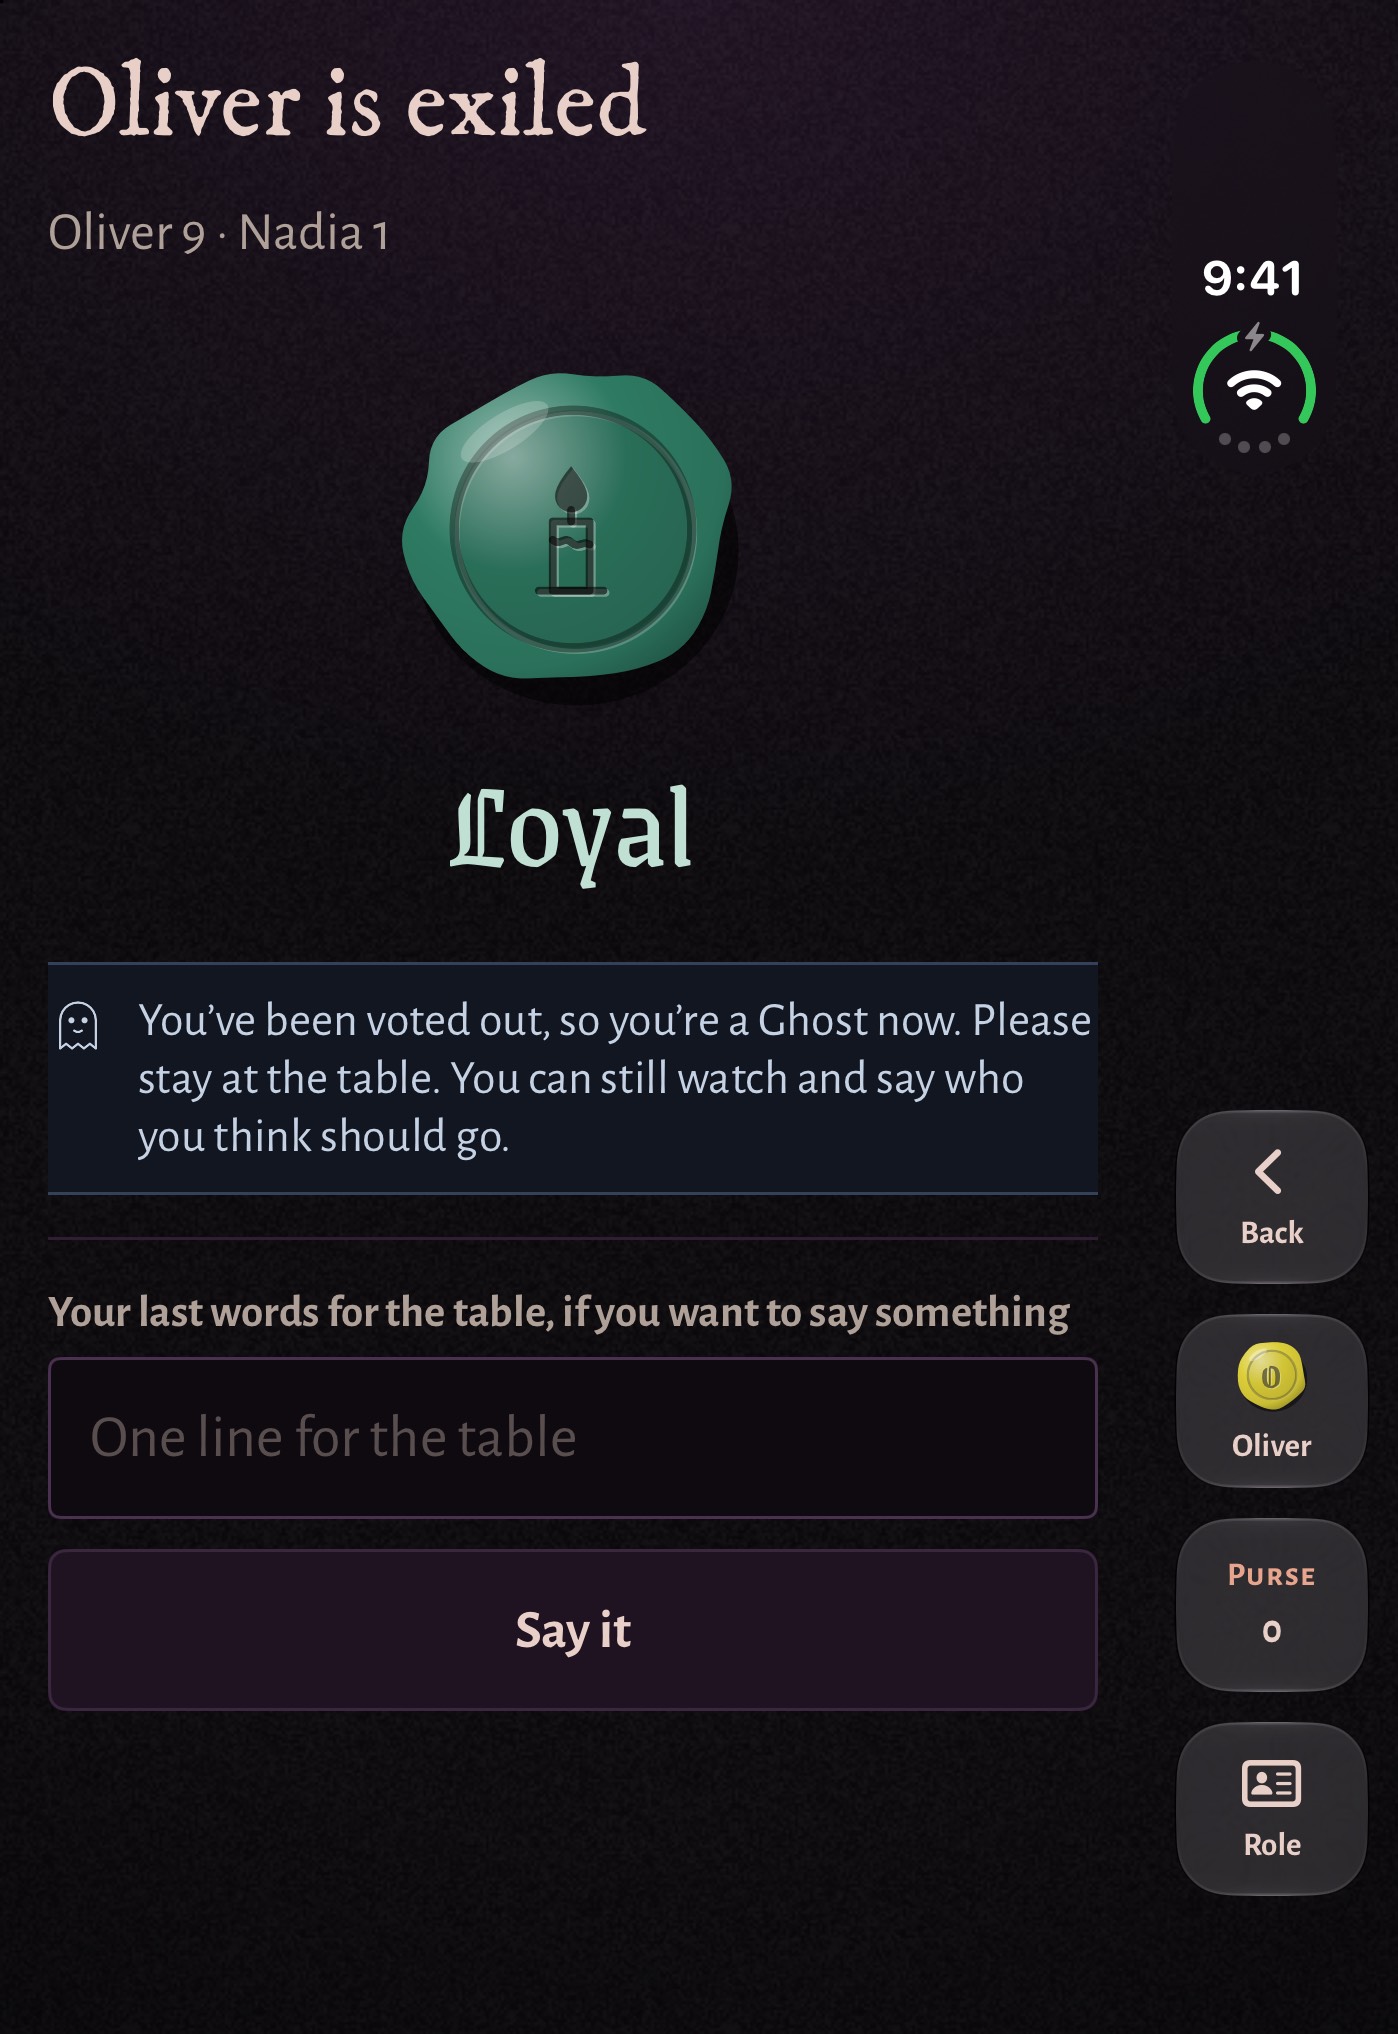 Oliver is exiled
Oliver 9 · Nadia 1
9:41
Loyal
You’ve been voted out, so you’re a Ghost now. Please
stay at the table. You can still watch and say who
you think should go.
Your last words for the table, if you want to say something
One line for the table
Say it
Back
O
Oliver
PURSE
0
Role